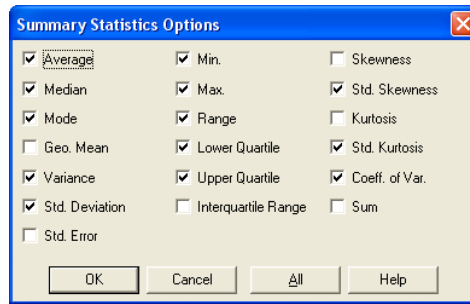 Summary Statistics Options
Average Min. Skewness
Median Max. Std. Skewness
Mode Range Kurtosis
Geo. Mean Lower Quartile Std. Kurtosis
Variance Upper Quartile Coeff. of Var.
Std. Deviation Interquartile Range Sum
Std. Error
OK Cancel All Help